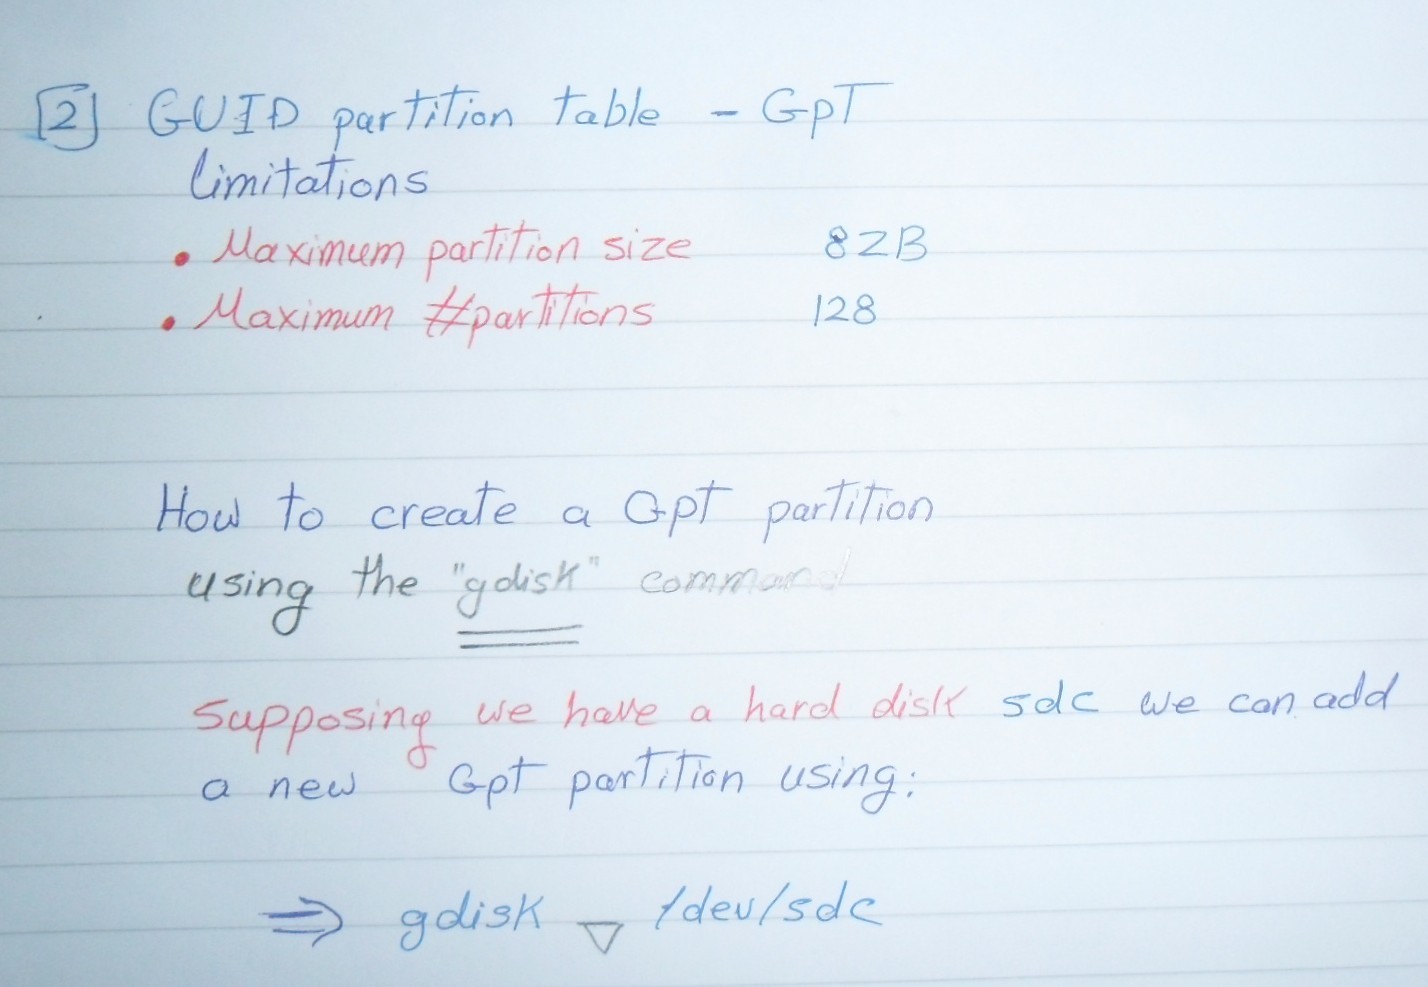 [2] GUID partition table - GpT
limitations
• Maximum partition size 8ZB
• Maximum #partitions 128
How to create a Gpt partition
using the "gdisk" command
Supposing we have a hard disk sdc we can add
a new Gpt partition using:
⇒ gdisk ▽ /dev/sdc